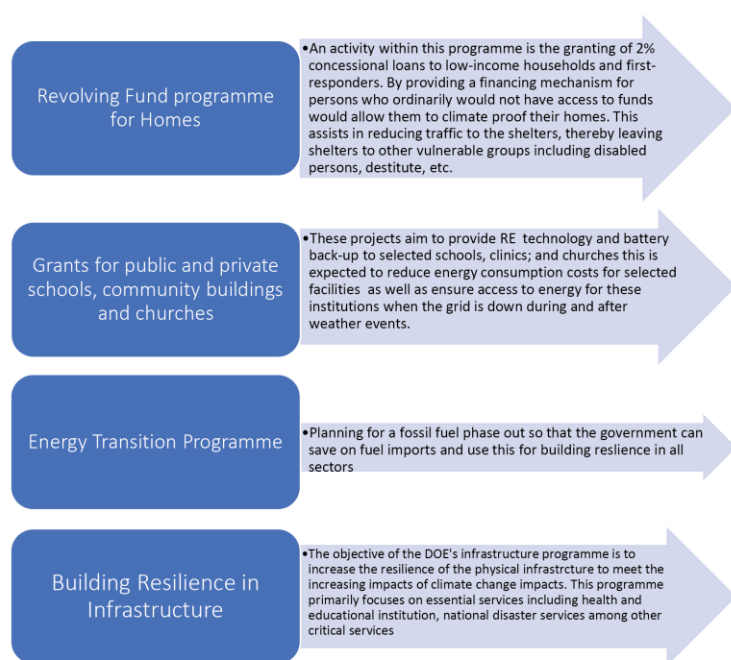 Revolving Fund programme
for Homes
•An activity within this programme is the granting of 2%
concessional loans to low-income households and first-
responders. By providing a financing mechanism for
persons who ordinarily would not have access to funds
would allow them to climate proof their homes. This
assists in reducing traffic to the shelters, thereby leaving
shelters to other vulnerable groups including disabled
persons, destitute, etc.
Grants for public and private
schools, community buildings
and churches
•These projects aim to provide RE technology and battery
back-up to selected schools, clinics; and churches this is
expected to reduce energy consumption costs for selected
facilities as well as ensure access to energy for these
institutions when the grid is down during and after
weather events.
Energy Transition Programme
•Planning for a fossil fuel phase out so that the government can
save on fuel imports and use this for building reslience in all
sectors
Building Resilience in
Infrastructure
•The objective of the DOE's infrastructure programme is to
increase the resilience of the physical infrastrcture to meet the
increasing impacts of climate change impacts. This programme
primarily focuses on essential services including health and
educational institution, national disaster services among other
critical services